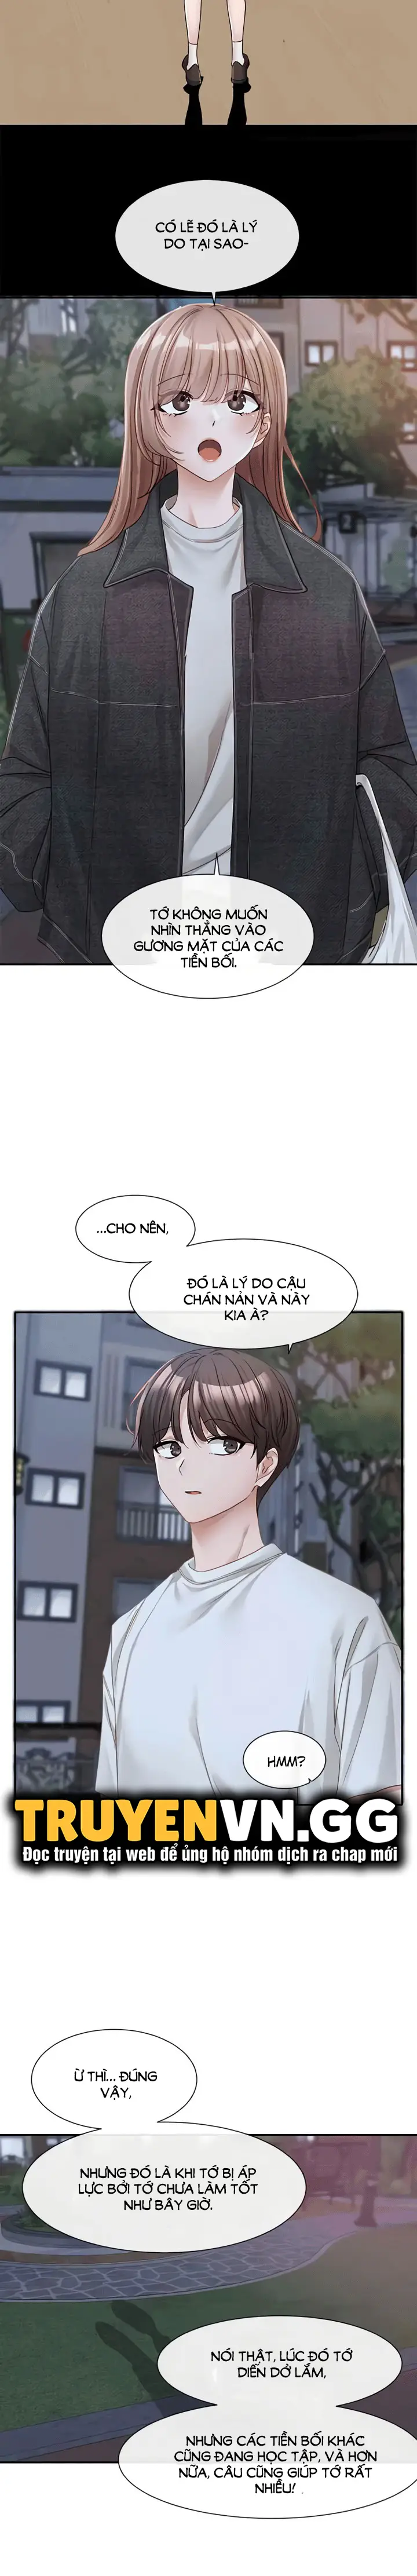 CÓ LẼ ĐÓ LÀ LÝ
DO TẠI SAO-
TỚ KHÔNG MUỐN
NHÌN THẲNG VÀO
GƯƠNG MẶT CỦA CÁC
TIỀN BỐI.
...CHO NÊN,
ĐÓ LÀ LÝ DO CẬU
CHÁN NẢN VÀ NÀY
KIA À?
HMM?
TRUYENVN.GG
Đọc truyện tại web để ủng hộ nhóm dịch ra chap mới
Ừ THÌ... ĐÚNG
VẬY,
NHƯNG ĐÓ LÀ KHI TỚ BỊ ÁP
LỰC BỞI TỚ CHƯA LÀM TỐT
NHƯ BÂY GIỜ.
NÓI THẬT, LÚC ĐÓ TỚ
DIỄN DỞ LẮM,
NHƯNG CÁC TIỀN BỐI KHÁC
CŨNG ĐANG HỌC TẬP, VÀ HƠN
NỮA, CẬU CŨNG GIÚP TỚ RẤT
NHIỀU!